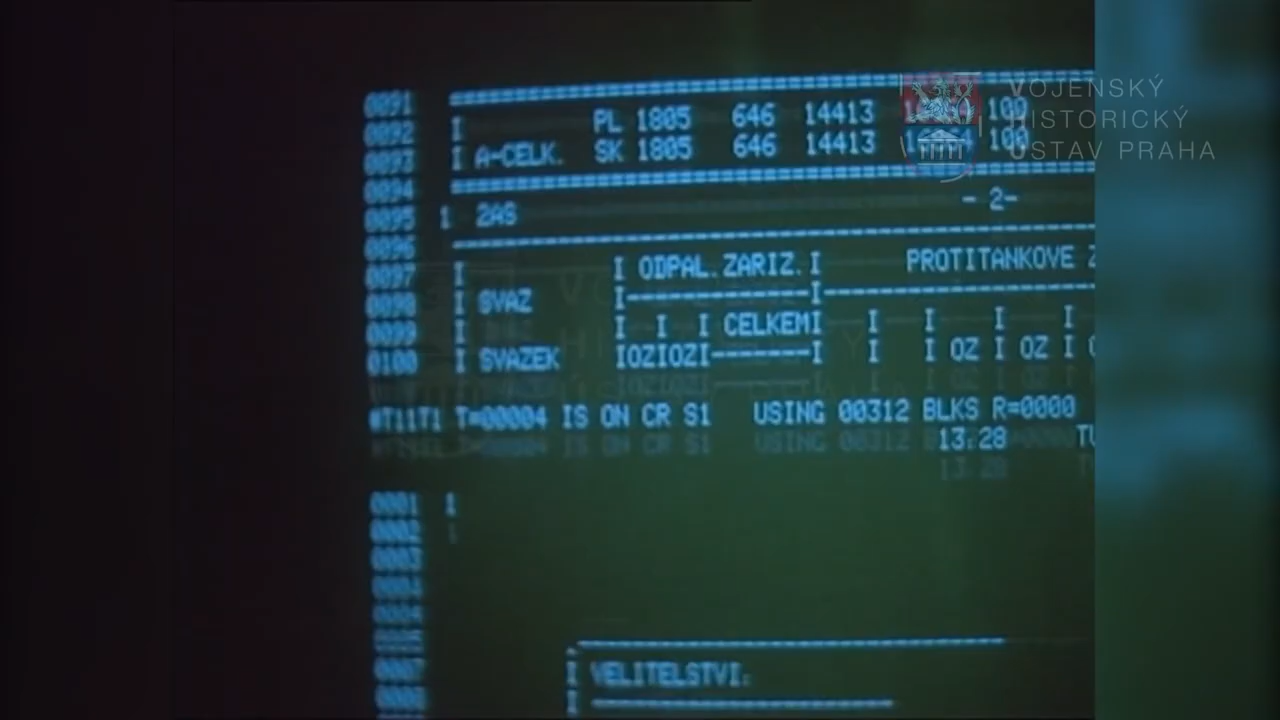 VOJENSKÝ
HISTORICKÝ
ÚSTAV PRAHA
0091
0092 I PL 1805 646 14413 100
0093 I A-CELK. SK 1805 646 14413 100
0094
0095 1 2AS - 2-
0096
0097 I I ODPAL.ZARIZ.I PROTITANKOVE Z
0098 I SVAZ I------------I
0099 I I I I CELKEMI I I I I
0100 I SVAZEK IOZIOZI-------I I I OZ I OZ I
#T11T1 T=00004 IS ON CR S1 USING 00312 BLKS R=0000
13:28 TU
0001 1
0002
0003
0004
0007
0008
I VELITELSTVI:
I